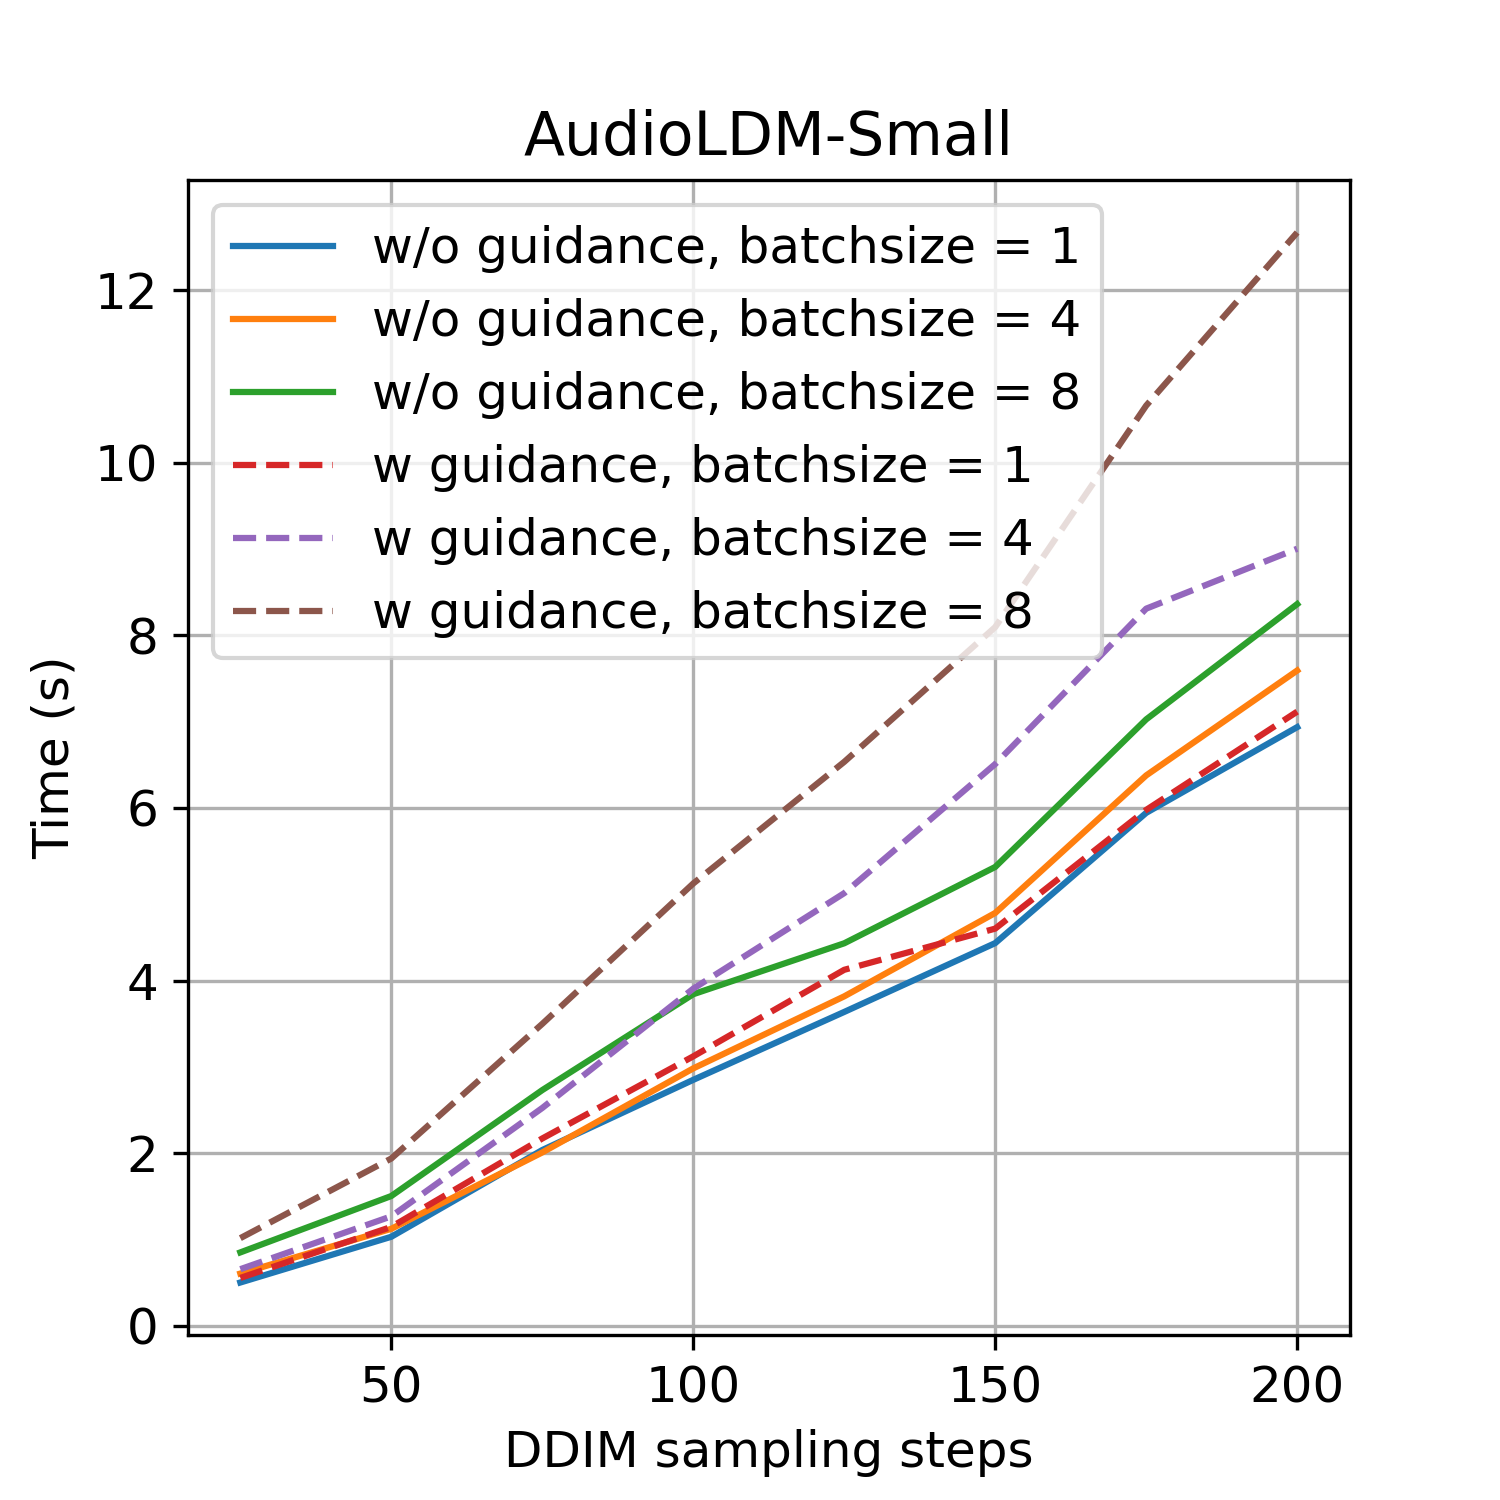 AudioLDM-Small
w/o guidance, batchsize = 1
w/o guidance, batchsize = 4
w/o guidance, batchsize = 8
w guidance, batchsize = 1
w guidance, batchsize = 4
w guidance, batchsize = 8
Time (s)
12
10
8
6
4
2
0
50 100 150 200
DDIM sampling steps